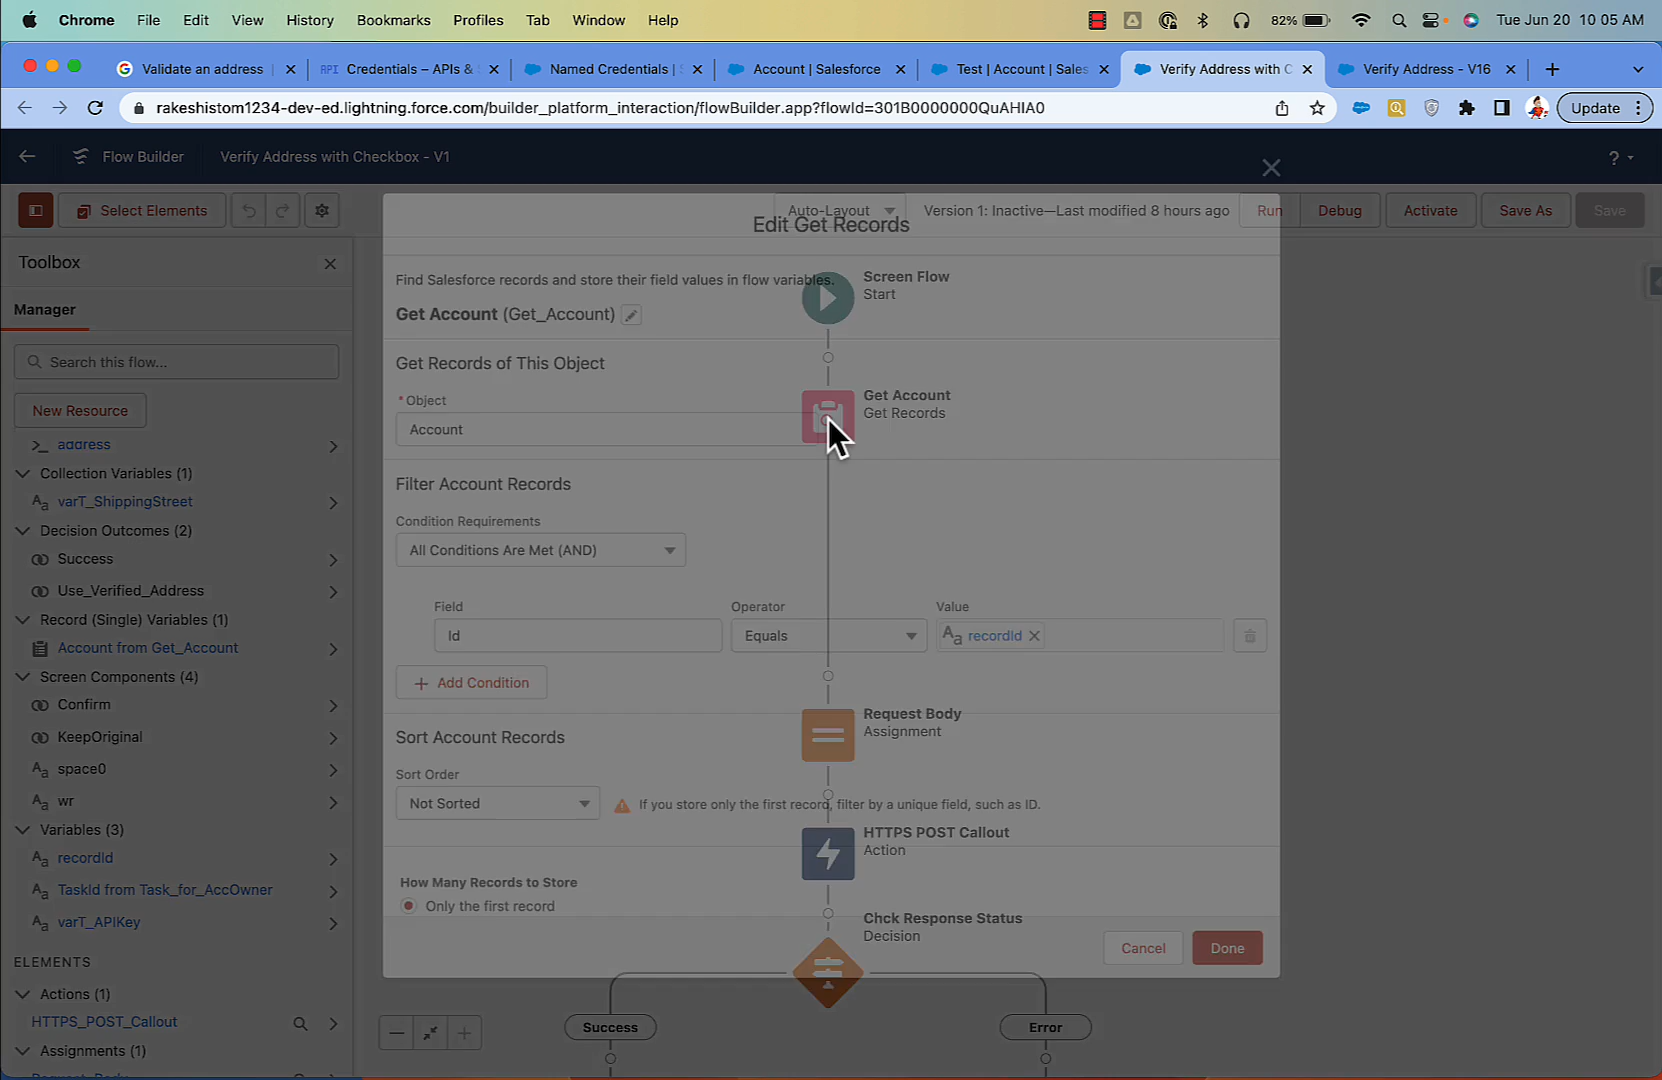 Chrome File Edit View History Bookmarks Profiles Tab Window Help 82% Tue Jun 20 10:05 AM
Validate an address API Credentials – APIs & Named Credentials | Account | Salesforce Test | Account | Sales Verify Address with C Verify Address - V16
rakeshistom1234-dev-ed.lightning.force.com/builder_platform_interaction/flowBuilder.app?flowId=301B0000000QuAHIA0 Update
Flow Builder Verify Address with Checkbox - V1 ?
Select Elements Auto-Layout Version 1: Inactive—Last modified 8 hours ago Run Debug Activate Save As Save
Edit Get Records
Toolbox
Manager
Search this flow...
New Resource
address
Collection Variables (1)
varT_ShippingStreet
Decision Outcomes (2)
Success
Use_Verified_Address
Record (Single) Variables (1)
Account from Get_Account
Screen Components (4)
Confirm
KeepOriginal
space0
wr
Variables (3)
recordId
TaskId from Task_for_AccOwner
varT_APIKey
ELEMENTS
Actions (1)
HTTPS_POST_Callout
Assignments (1)
Request_Body
Find Salesforce records and store their field values in flow variables.
Get Account (Get_Account)
Get Records of This Object
* Object
Account
Filter Account Records
Condition Requirements
All Conditions Are Met (AND)
Field Operator Value
Id Equals Aa recordId
+ Add Condition
Sort Account Records
Sort Order
Not Sorted If you store only the first record, filter by a unique field, such as ID.
How Many Records to Store
Only the first record
Cancel Done
Screen Flow
Start
Get Account
Get Records
Request Body
Assignment
HTTPS POST Callout
Action
Chck Response Status
Decision
Success Error